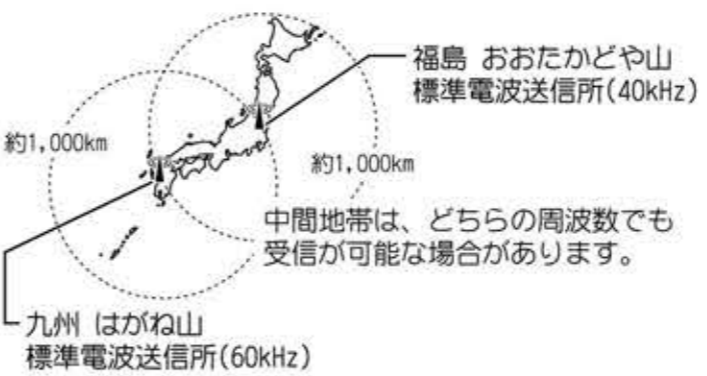 福島 おおたかどや山
標準電波送信所(40kHz)
約1,000km
約1,000km
中間地帯は、どちらの周波数でも
受信が可能な場合があります。
九州 はがね山
標準電波送信所(60kHz)